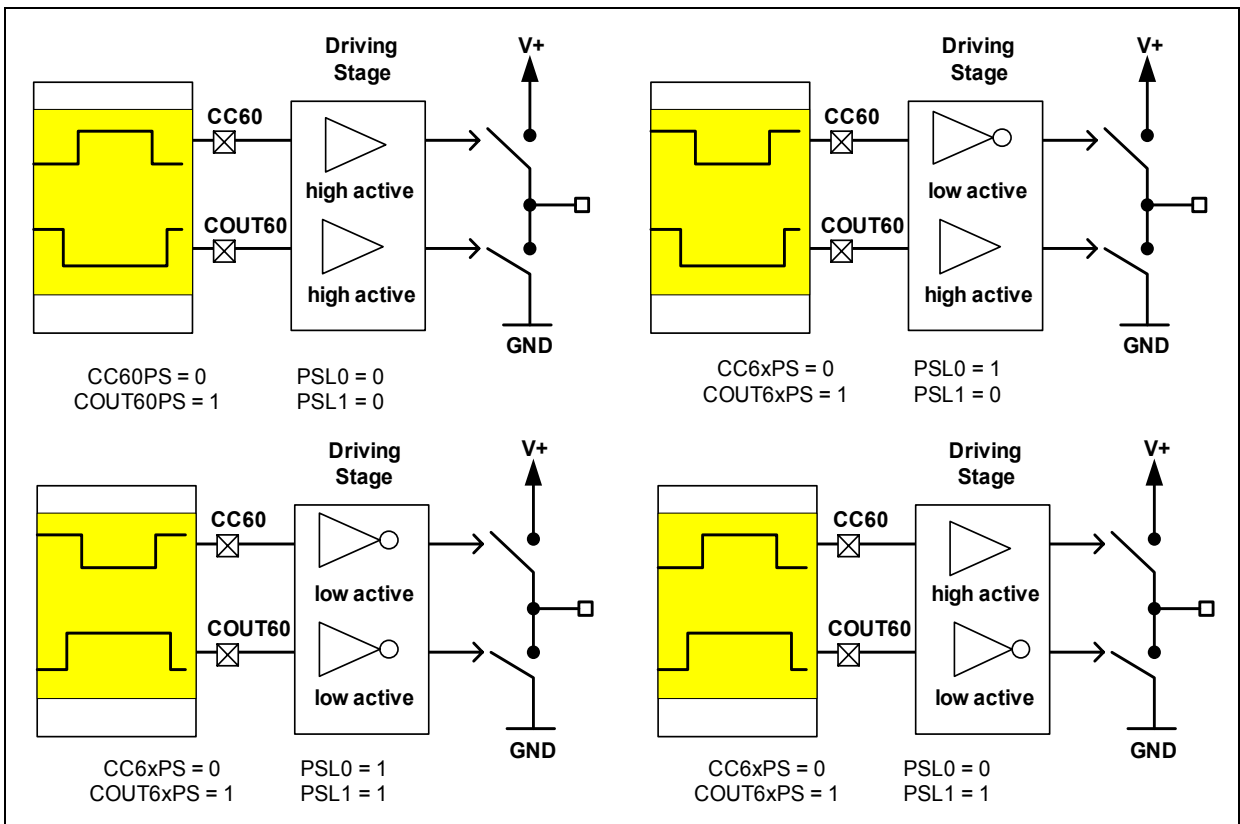 Driving
Stage
V+
CC60
high active
COUT60
high active
GND
CC60PS = 0 PSL0 = 0
COUT60PS = 1 PSL1 = 0
Driving
Stage
V+
CC60
low active
COUT60
high active
GND
CC6xPS = 0 PSL0 = 1
COUT6xPS = 1 PSL1 = 0
Driving
Stage
V+
CC60
low active
COUT60
low active
GND
CC6xPS = 0 PSL0 = 1
COUT6xPS = 1 PSL1 = 1
Driving
Stage
V+
CC60
high active
COUT60
low active
GND
CC6xPS = 0 PSL0 = 0
COUT6xPS = 1 PSL1 = 1